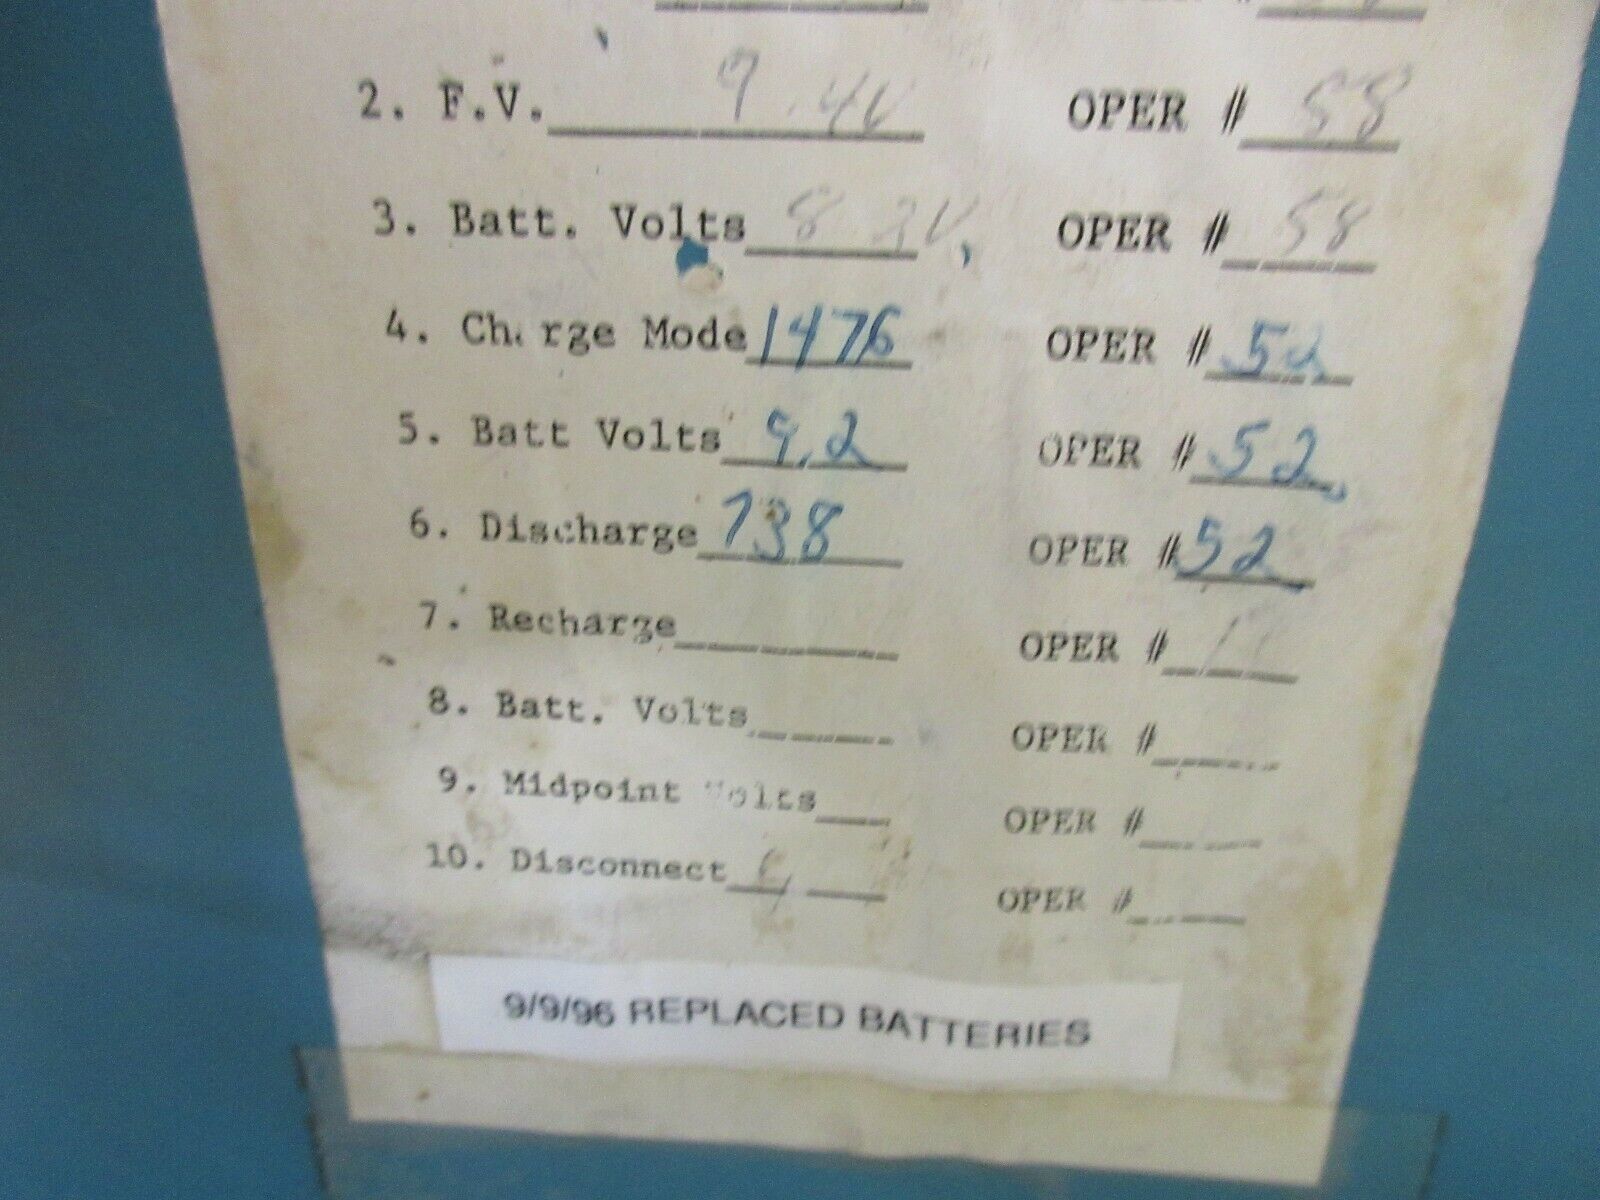 2. F.V. 9.4V OPER # 58
3. Batt. Volts 8 V. OPER # 58
4. Charge Mode 1476 OPER # 52
5. Batt Volts 9.2 OPER # 52
6. Discharge 738 OPER # 52
7. Recharge OPER #
8. Batt. Volts OPER #
9. Midpoint Volts OPER #
10. Disconnect OPER #
9/9/96 REPLACED BATTERIES